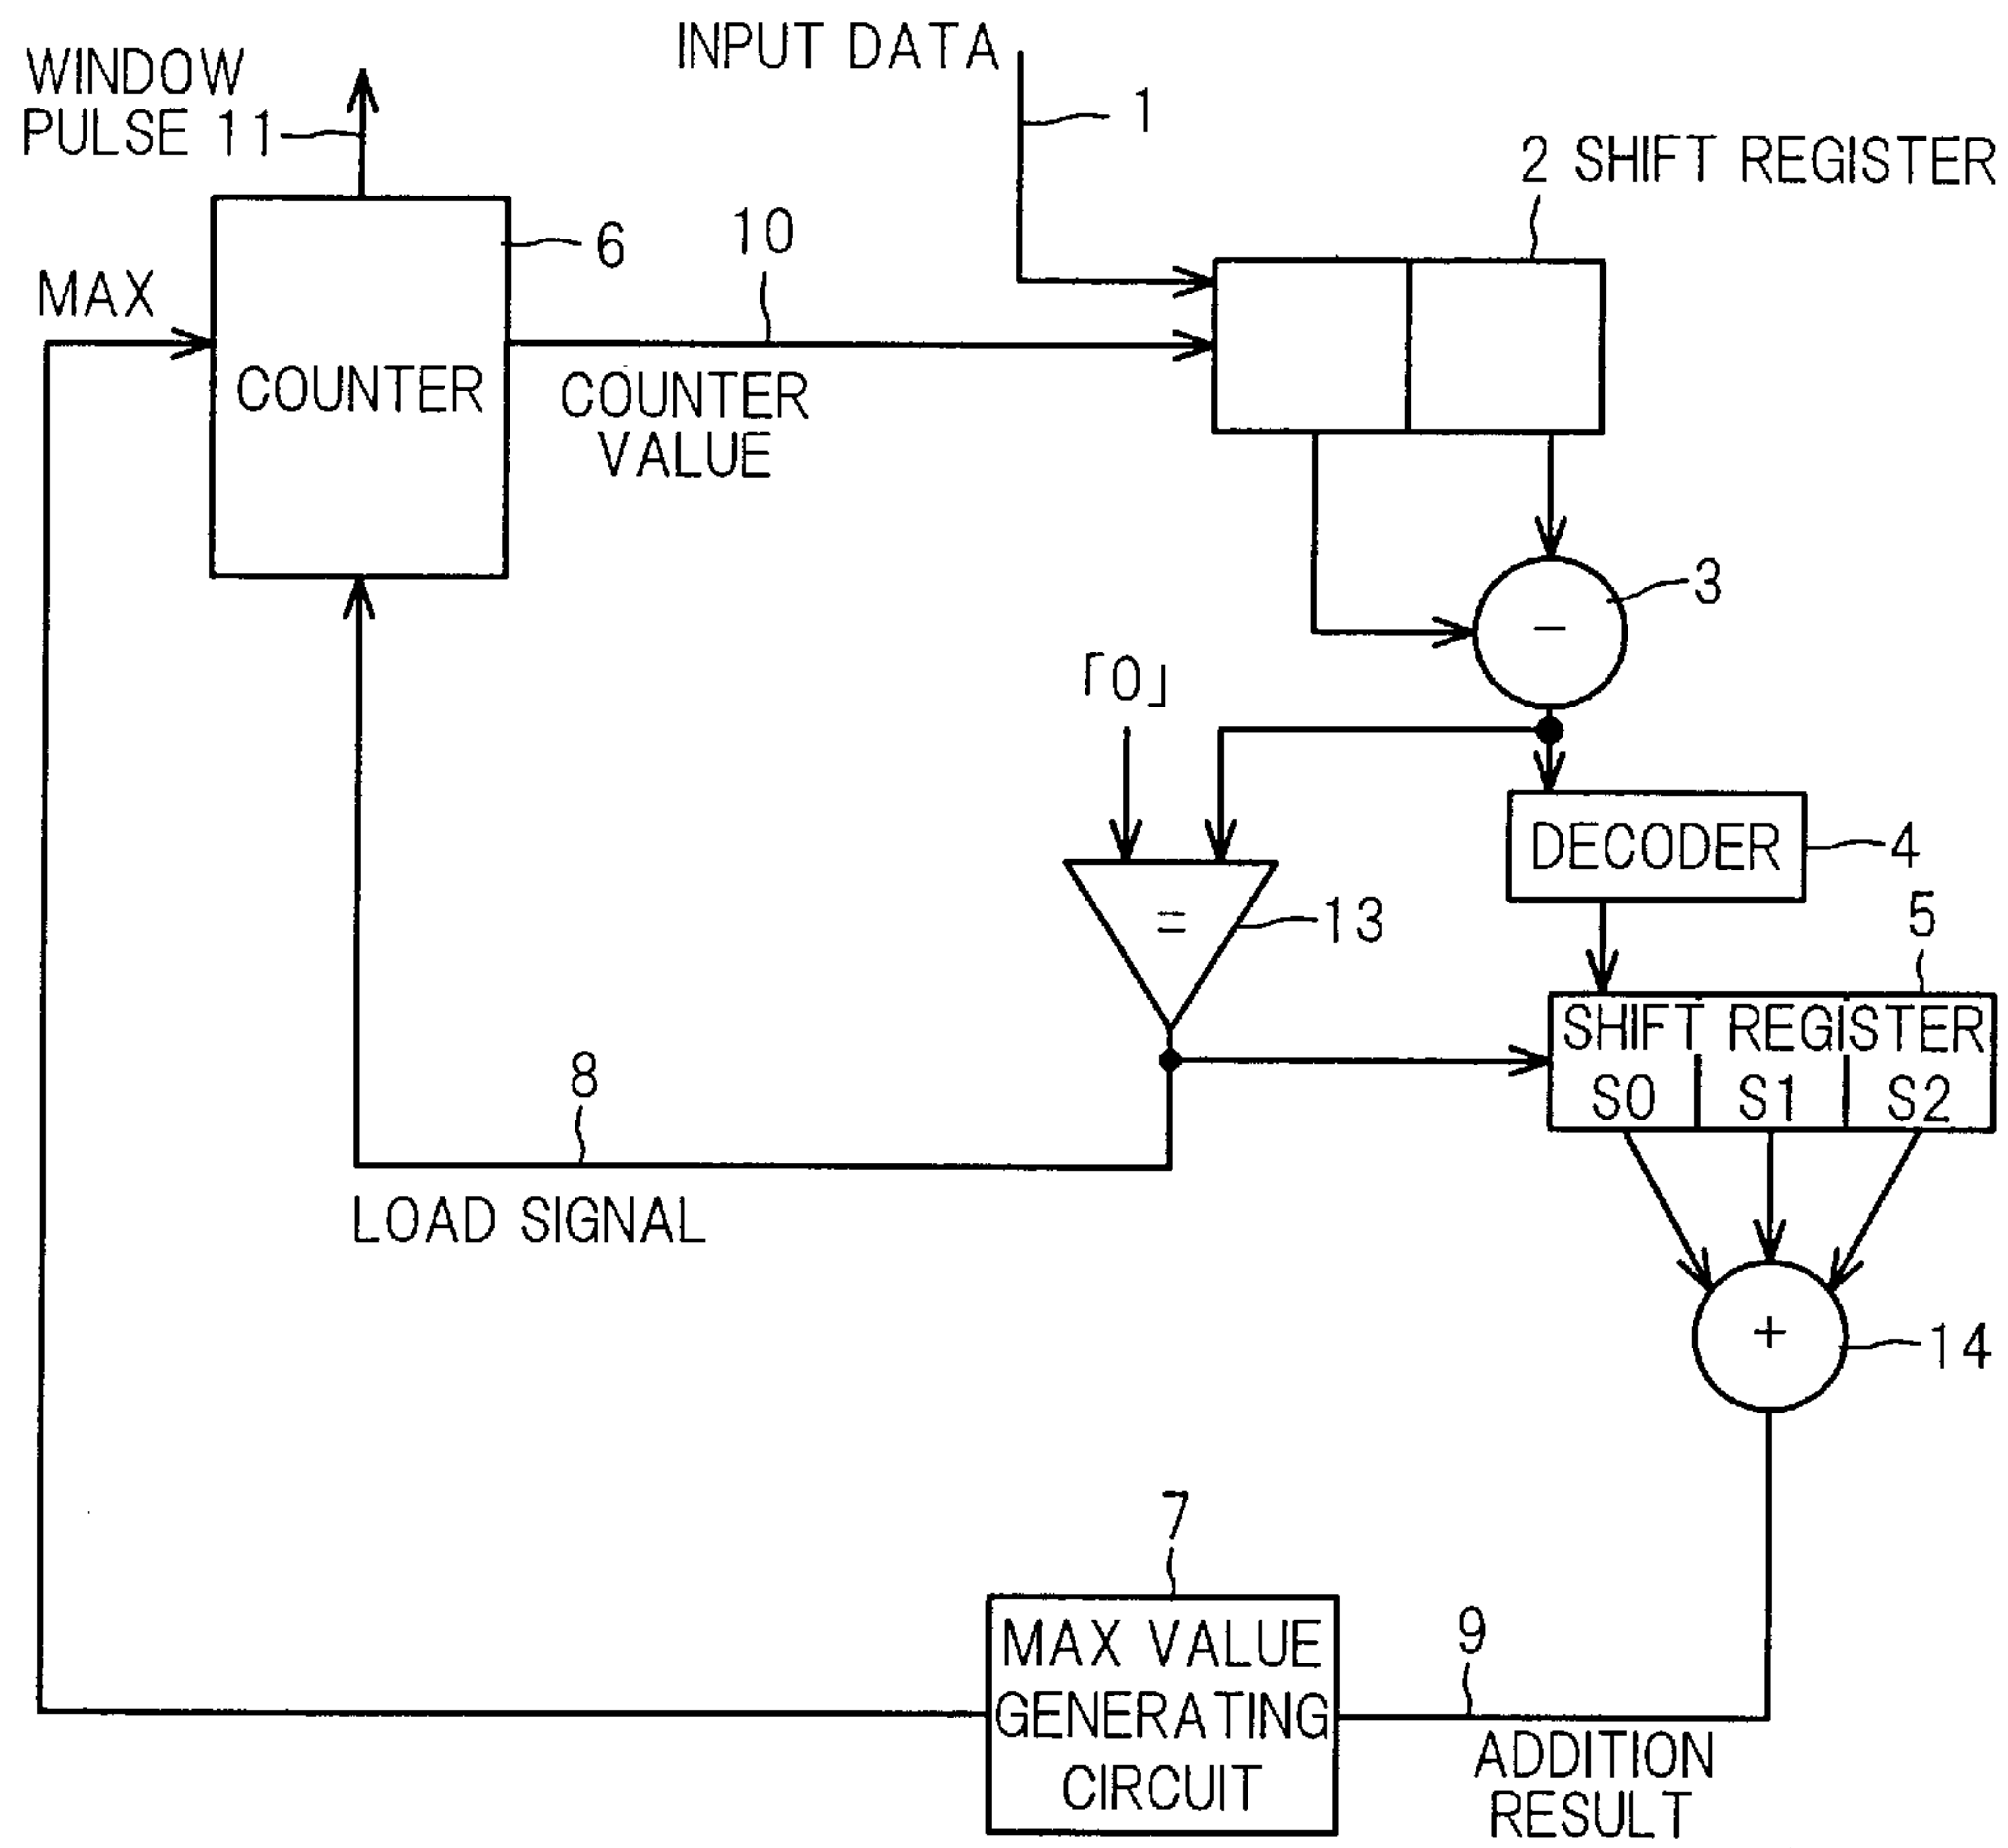 WINDOW
PULSE 11
INPUT DATA
1
2 SHIFT REGISTER
6
10
MAX
COUNTER
COUNTER
VALUE
3
−
「0」
DECODER
4
=
13
5
SHIFT REGISTER
S0 S1 S2
8
LOAD SIGNAL
+
14
7
MAX VALUE
GENERATING
CIRCUIT
9
ADDITION
RESULT